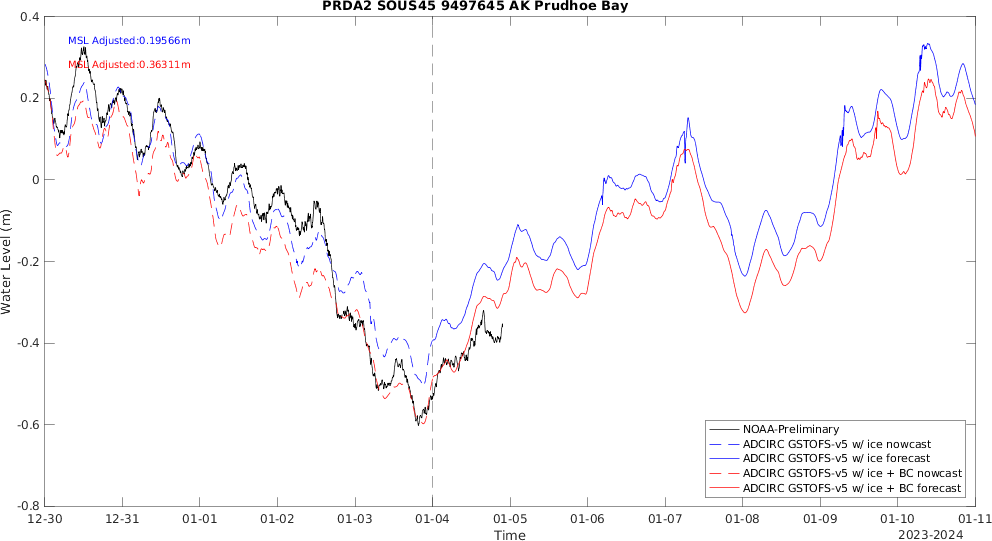 PRDA2 SOUS45 9497645 AK Prudhoe Bay
MSL Adjusted:0.19566m
MSL Adjusted:0.36311m
Water Level (m)
0.4
0.2
0
-0.2
-0.4
-0.6
-0.8
NOAA-Preliminary
ADCIRC GSTOFS-v5 w/ ice nowcast
ADCIRC GSTOFS-v5 w/ ice forecast
ADCIRC GSTOFS-v5 w/ ice + BC nowcast
ADCIRC GSTOFS-v5 w/ ice + BC forecast
12-30 12-31 01-01 01-02 01-03 01-04 01-05 01-06 01-07 01-08 01-09 01-10 01-11
Time
2023-2024